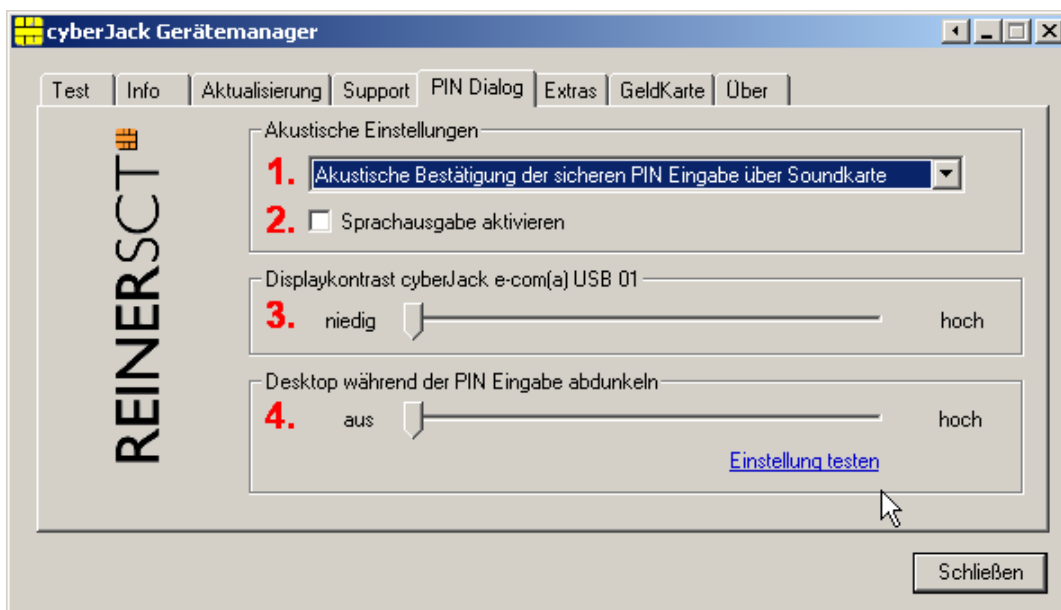 cyberJack Gerätemanager
Test Info Aktualisierung Support PIN Dialog Extras GeldKarte Über
REINERSCT
Akustische Einstellungen
1. Akustische Bestätigung der sicheren PIN Eingabe über Soundkarte
2. Sprachausgabe aktivieren
Displaykontrast cyberJack e-com(a) USB 01
3. niedig hoch
Desktop während der PIN Eingabe abdunkeln
4. aus hoch
Einstellung testen
Schließen